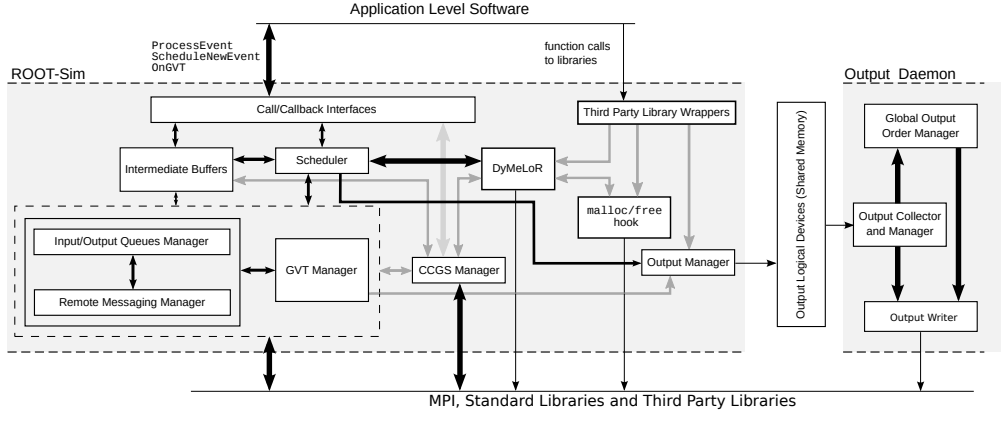 Application Level Software
ProcessEvent
ScheduleNewEvent
OnGVT
function calls
to libraries
ROOT-Sim
Output Daemon
Call/Callback Interfaces
Third Party Library Wrappers
Global Output
Order Manager
Intermediate Buffers
Scheduler
DyMeLoR
malloc/free
hook
Output Logical Devices (Shared Memory)
Output Collector
and Manager
Input/Output Queues Manager
GVT Manager
CCGS Manager
Output Manager
Remote Messaging Manager
Output Writer
MPI, Standard Libraries and Third Party Libraries